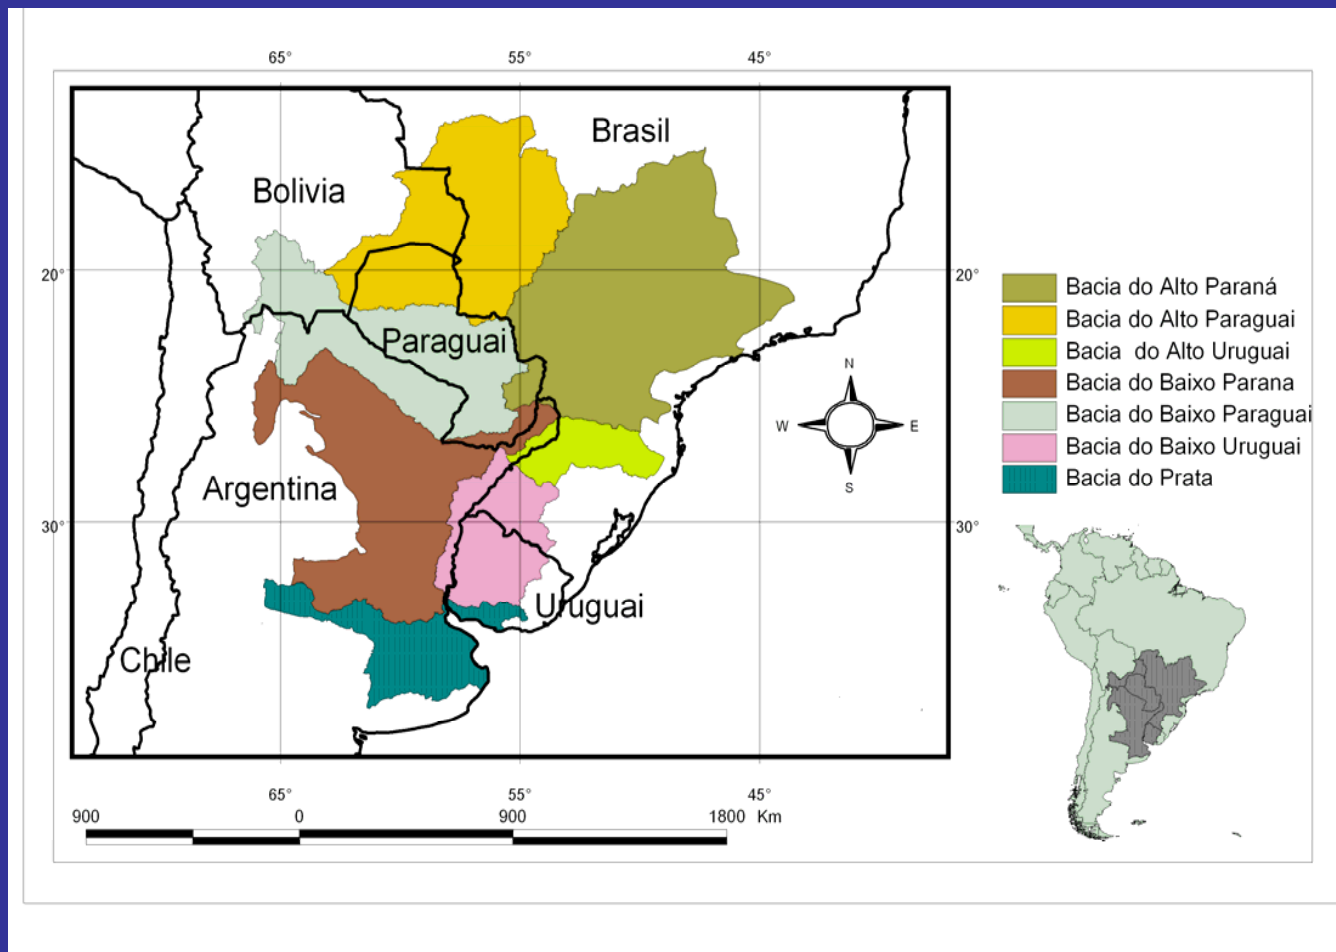 65° 55° 45°
Brasil
Bolivia
20° 20°
Paraguai
Argentina
30° 30°
Uruguai
Chile
65° 55° 45°
900 0 900 1800 Km
Bacia do Alto Paraná
Bacia do Alto Paraguai
Bacia do Alto Uruguai
Bacia do Baixo Parana
Bacia do Baixo Paraguai
Bacia do Baixo Uruguai
Bacia do Prata
N
W E
S